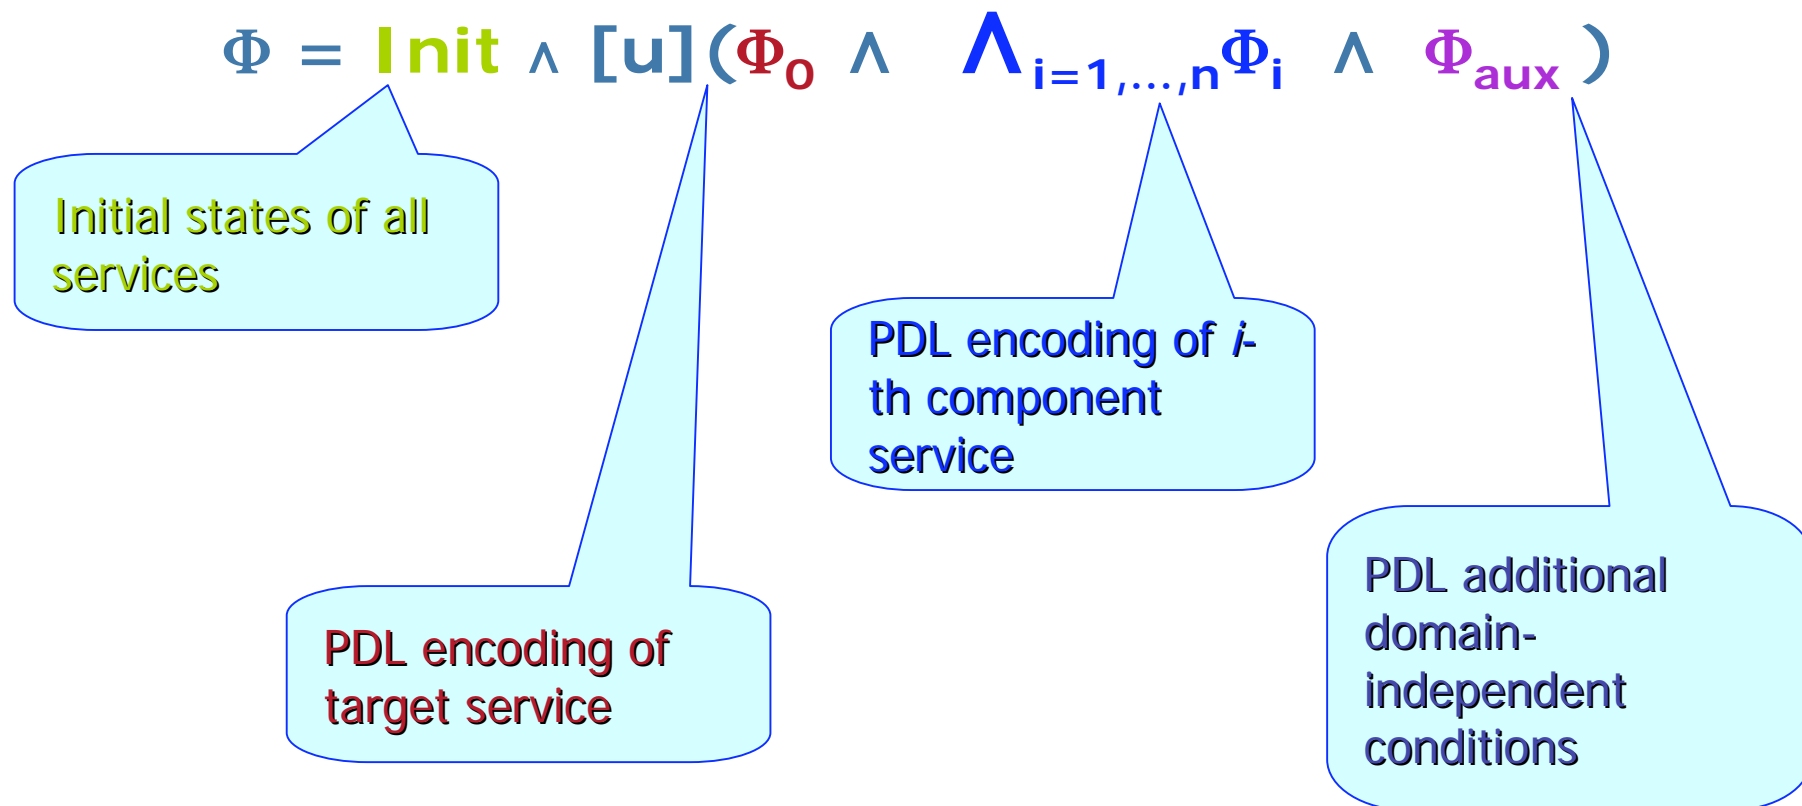 Φ = Init ∧ [u](Φ0 ∧ ∧i=1,...,nΦi ∧ Φaux )
Initial states of all
services
PDL encoding of i-
th component
service
PDL encoding of
target service
PDL additional
domain-
independent
conditions